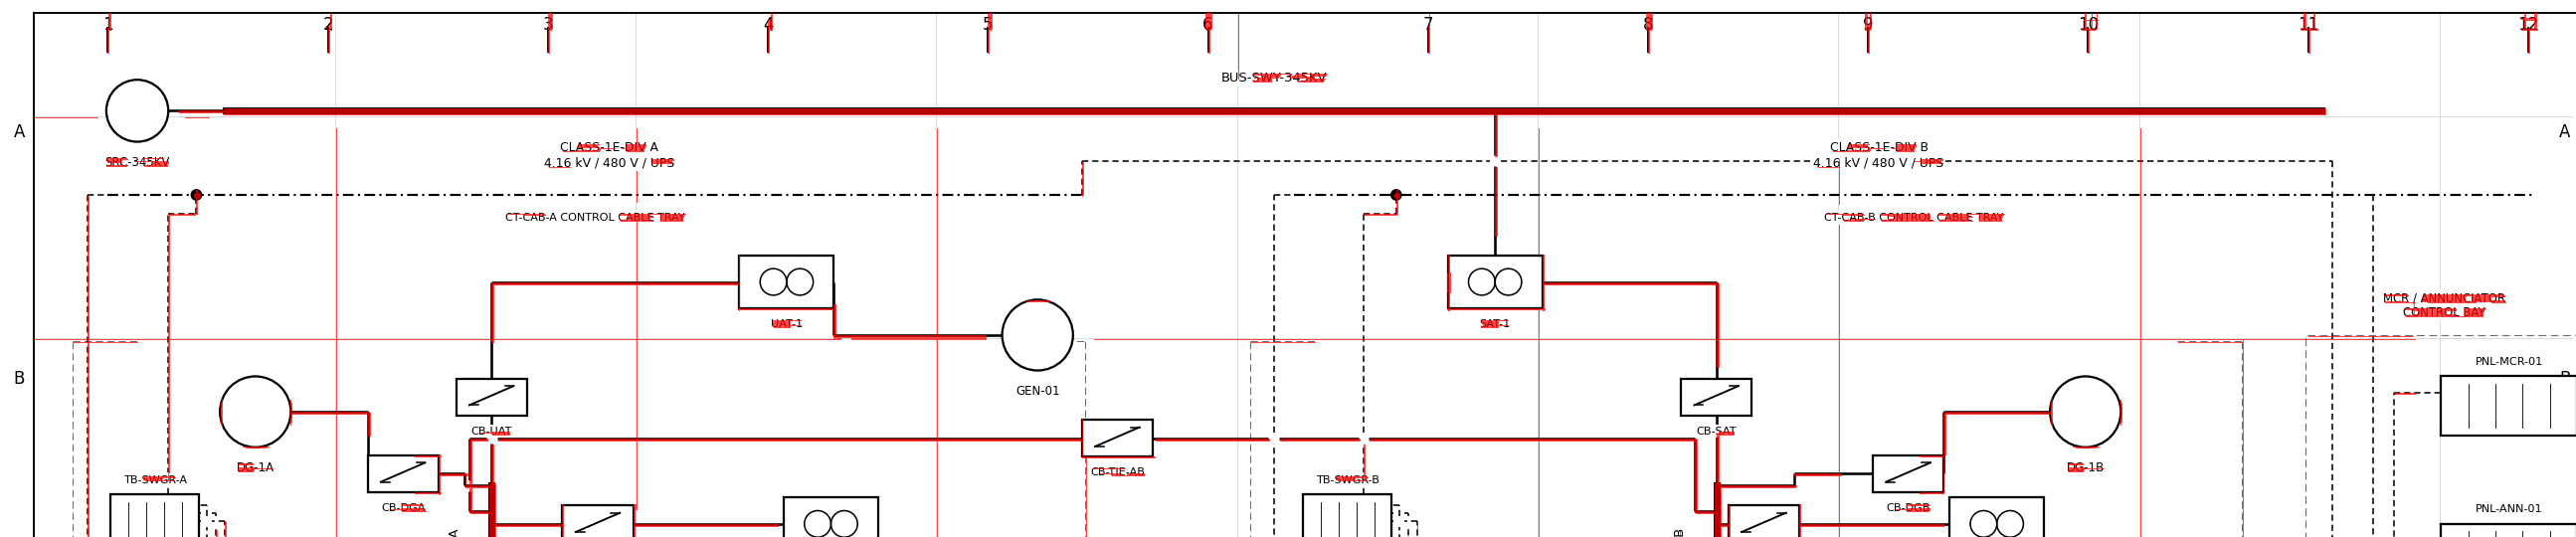 1 2 3 4 5 6 7 8 9 10 11 12
BUS-SWY-345KV
A A
SRC-345KV
CLASS-1E-DIV A
4.16 kV / 480 V / UPS
CLASS-1E-DIV B
4.16 kV / 480 V / UPS
CT-CAB-A CONTROL CABLE TRAY
CT-CAB-B CONTROL CABLE TRAY
MCR / ANNUNCIATOR
CONTROL BAY
UAT-1
SAT-1
PNL-MCR-01
B
GEN-01
CB-UAT
CB-SAT
DG-1A
CB-TIE-AB
DG-1B
TB-SWGR-A
TB-SWGR-B
CB-DGA
CB-DGB
PNL-ANN-01
A
B